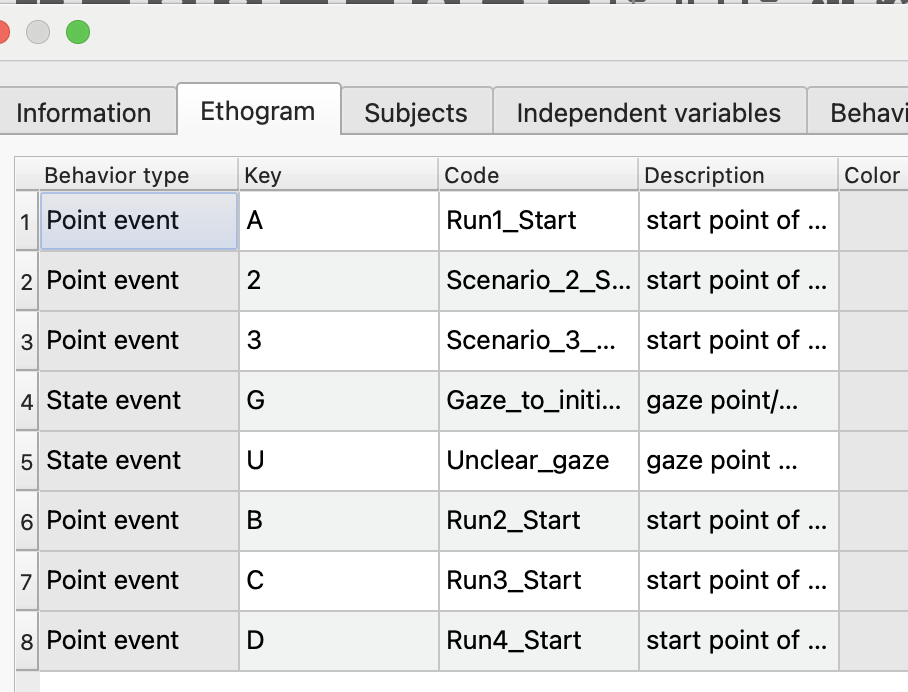 Information Ethogram Subjects Independent variables Behavi
Behavior type Key Code Description Color
1 Point event A Run1_Start start point of ...
2 Point event 2 Scenario_2_S... start point of ...
3 Point event 3 Scenario_3_... start point of ...
4 State event G Gaze_to_initi... gaze point/...
5 State event U Unclear_gaze gaze point ...
6 Point event B Run2_Start start point of ...
7 Point event C Run3_Start start point of ...
8 Point event D Run4_Start start point of ...